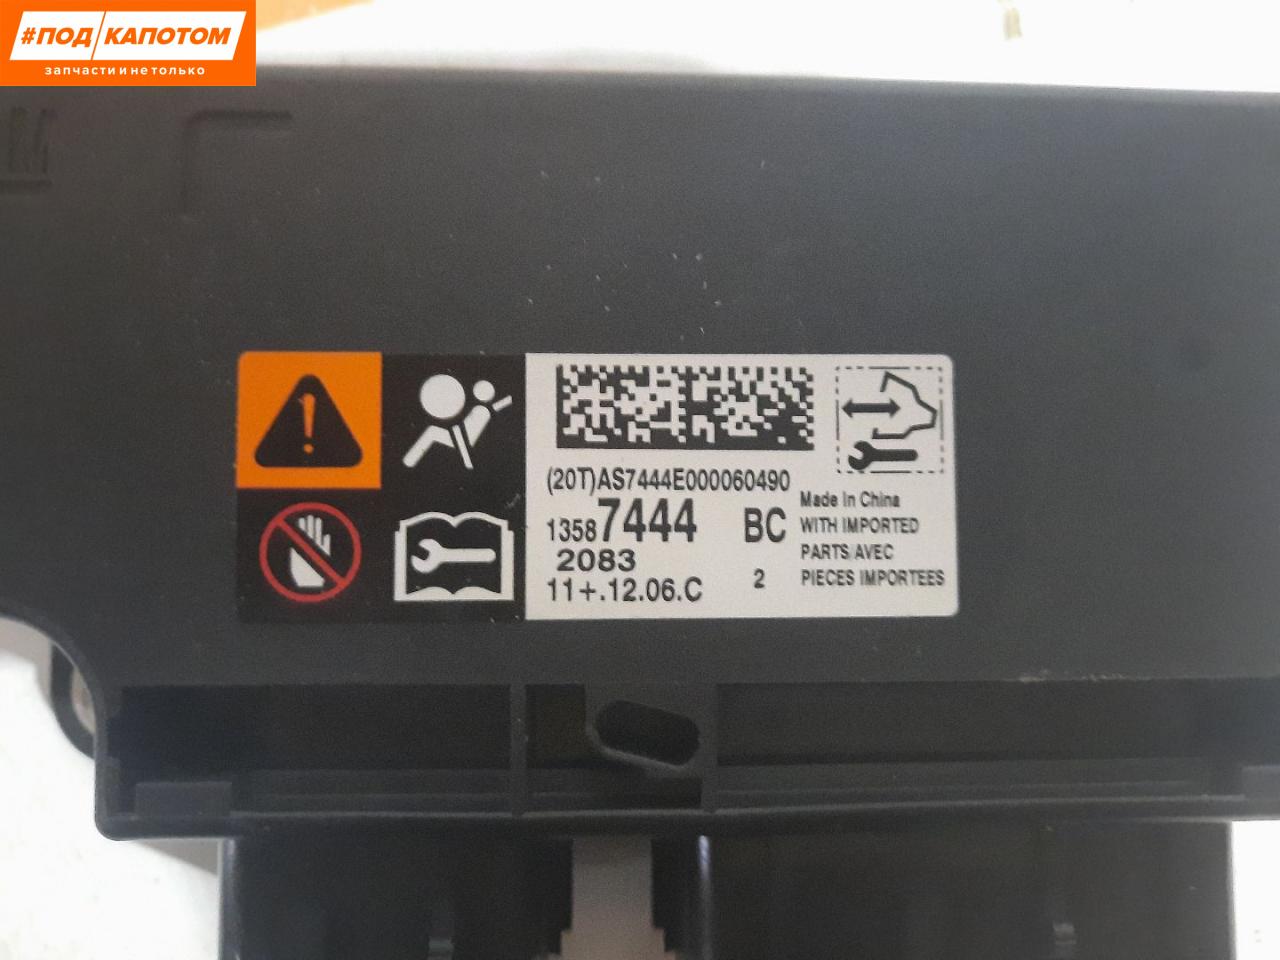 #ПОД КАПОТОМ
запчасти и не только
(20T)AS7444E000060490
13587444 BC
2083
11+.12.06.C 2
Made In China
WITH IMPORTED
PARTS AVEC
PIECES IMPORTEES